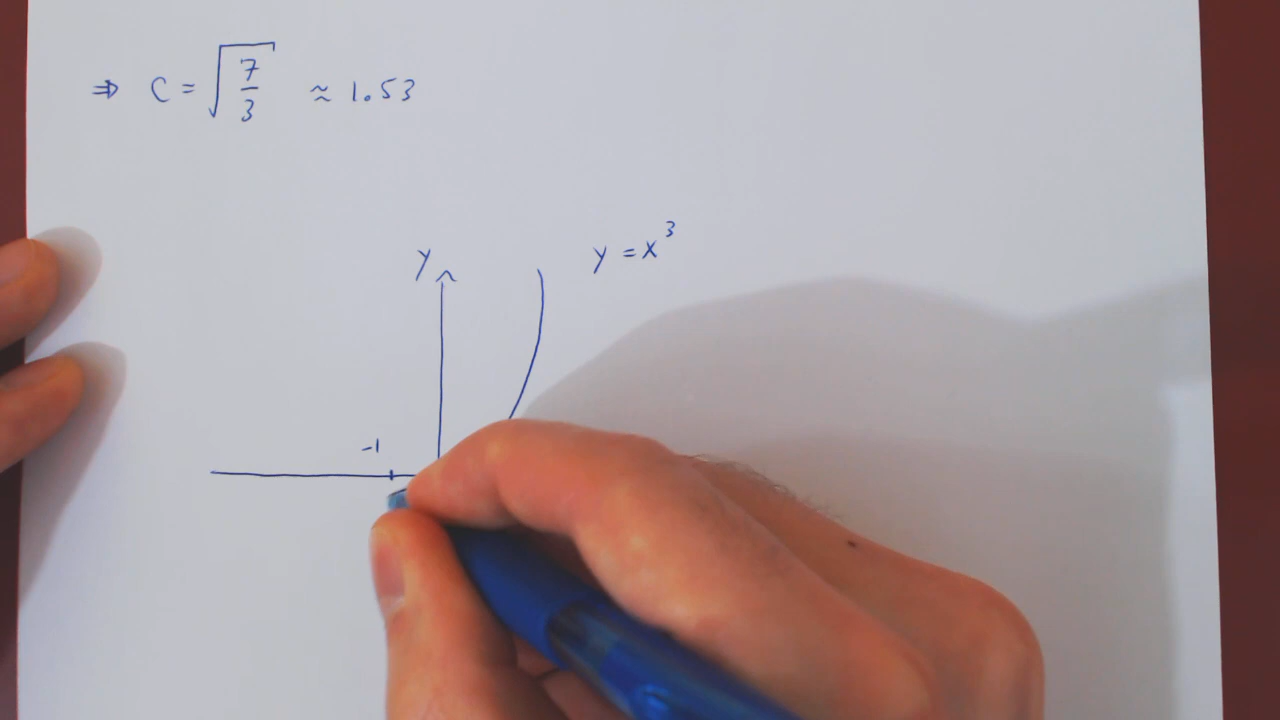 ⇒ C = √(7/3) ≈ 1.53
y = x³
y
-1